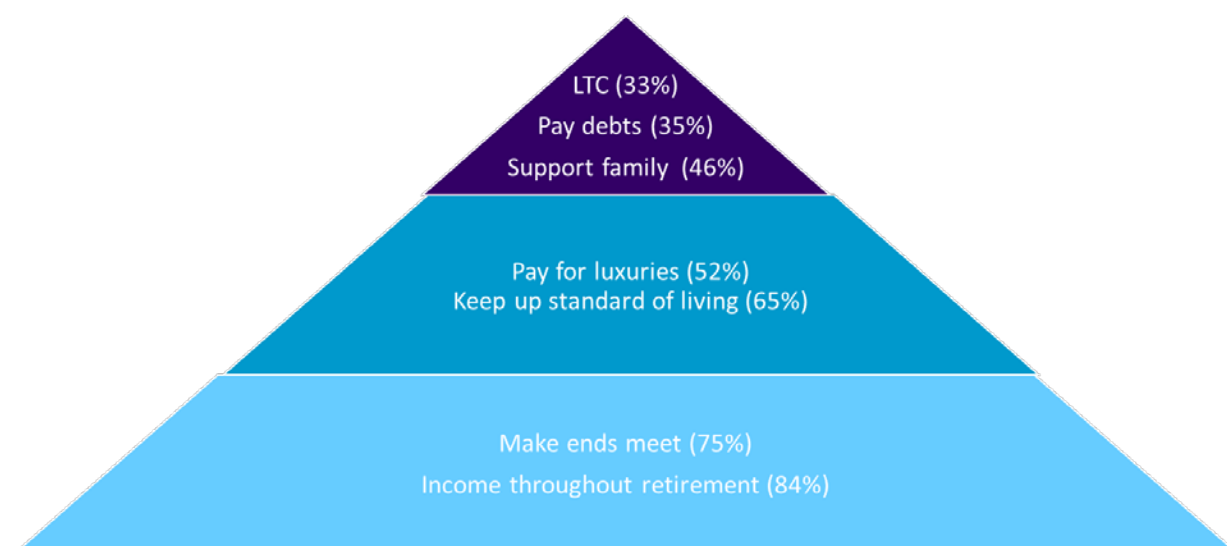 LTC (33%)
Pay debts (35%)
Support family (46%)
Pay for luxuries (52%)
Keep up standard of living (65%)
Make ends meet (75%)
Income throughout retirement (84%)